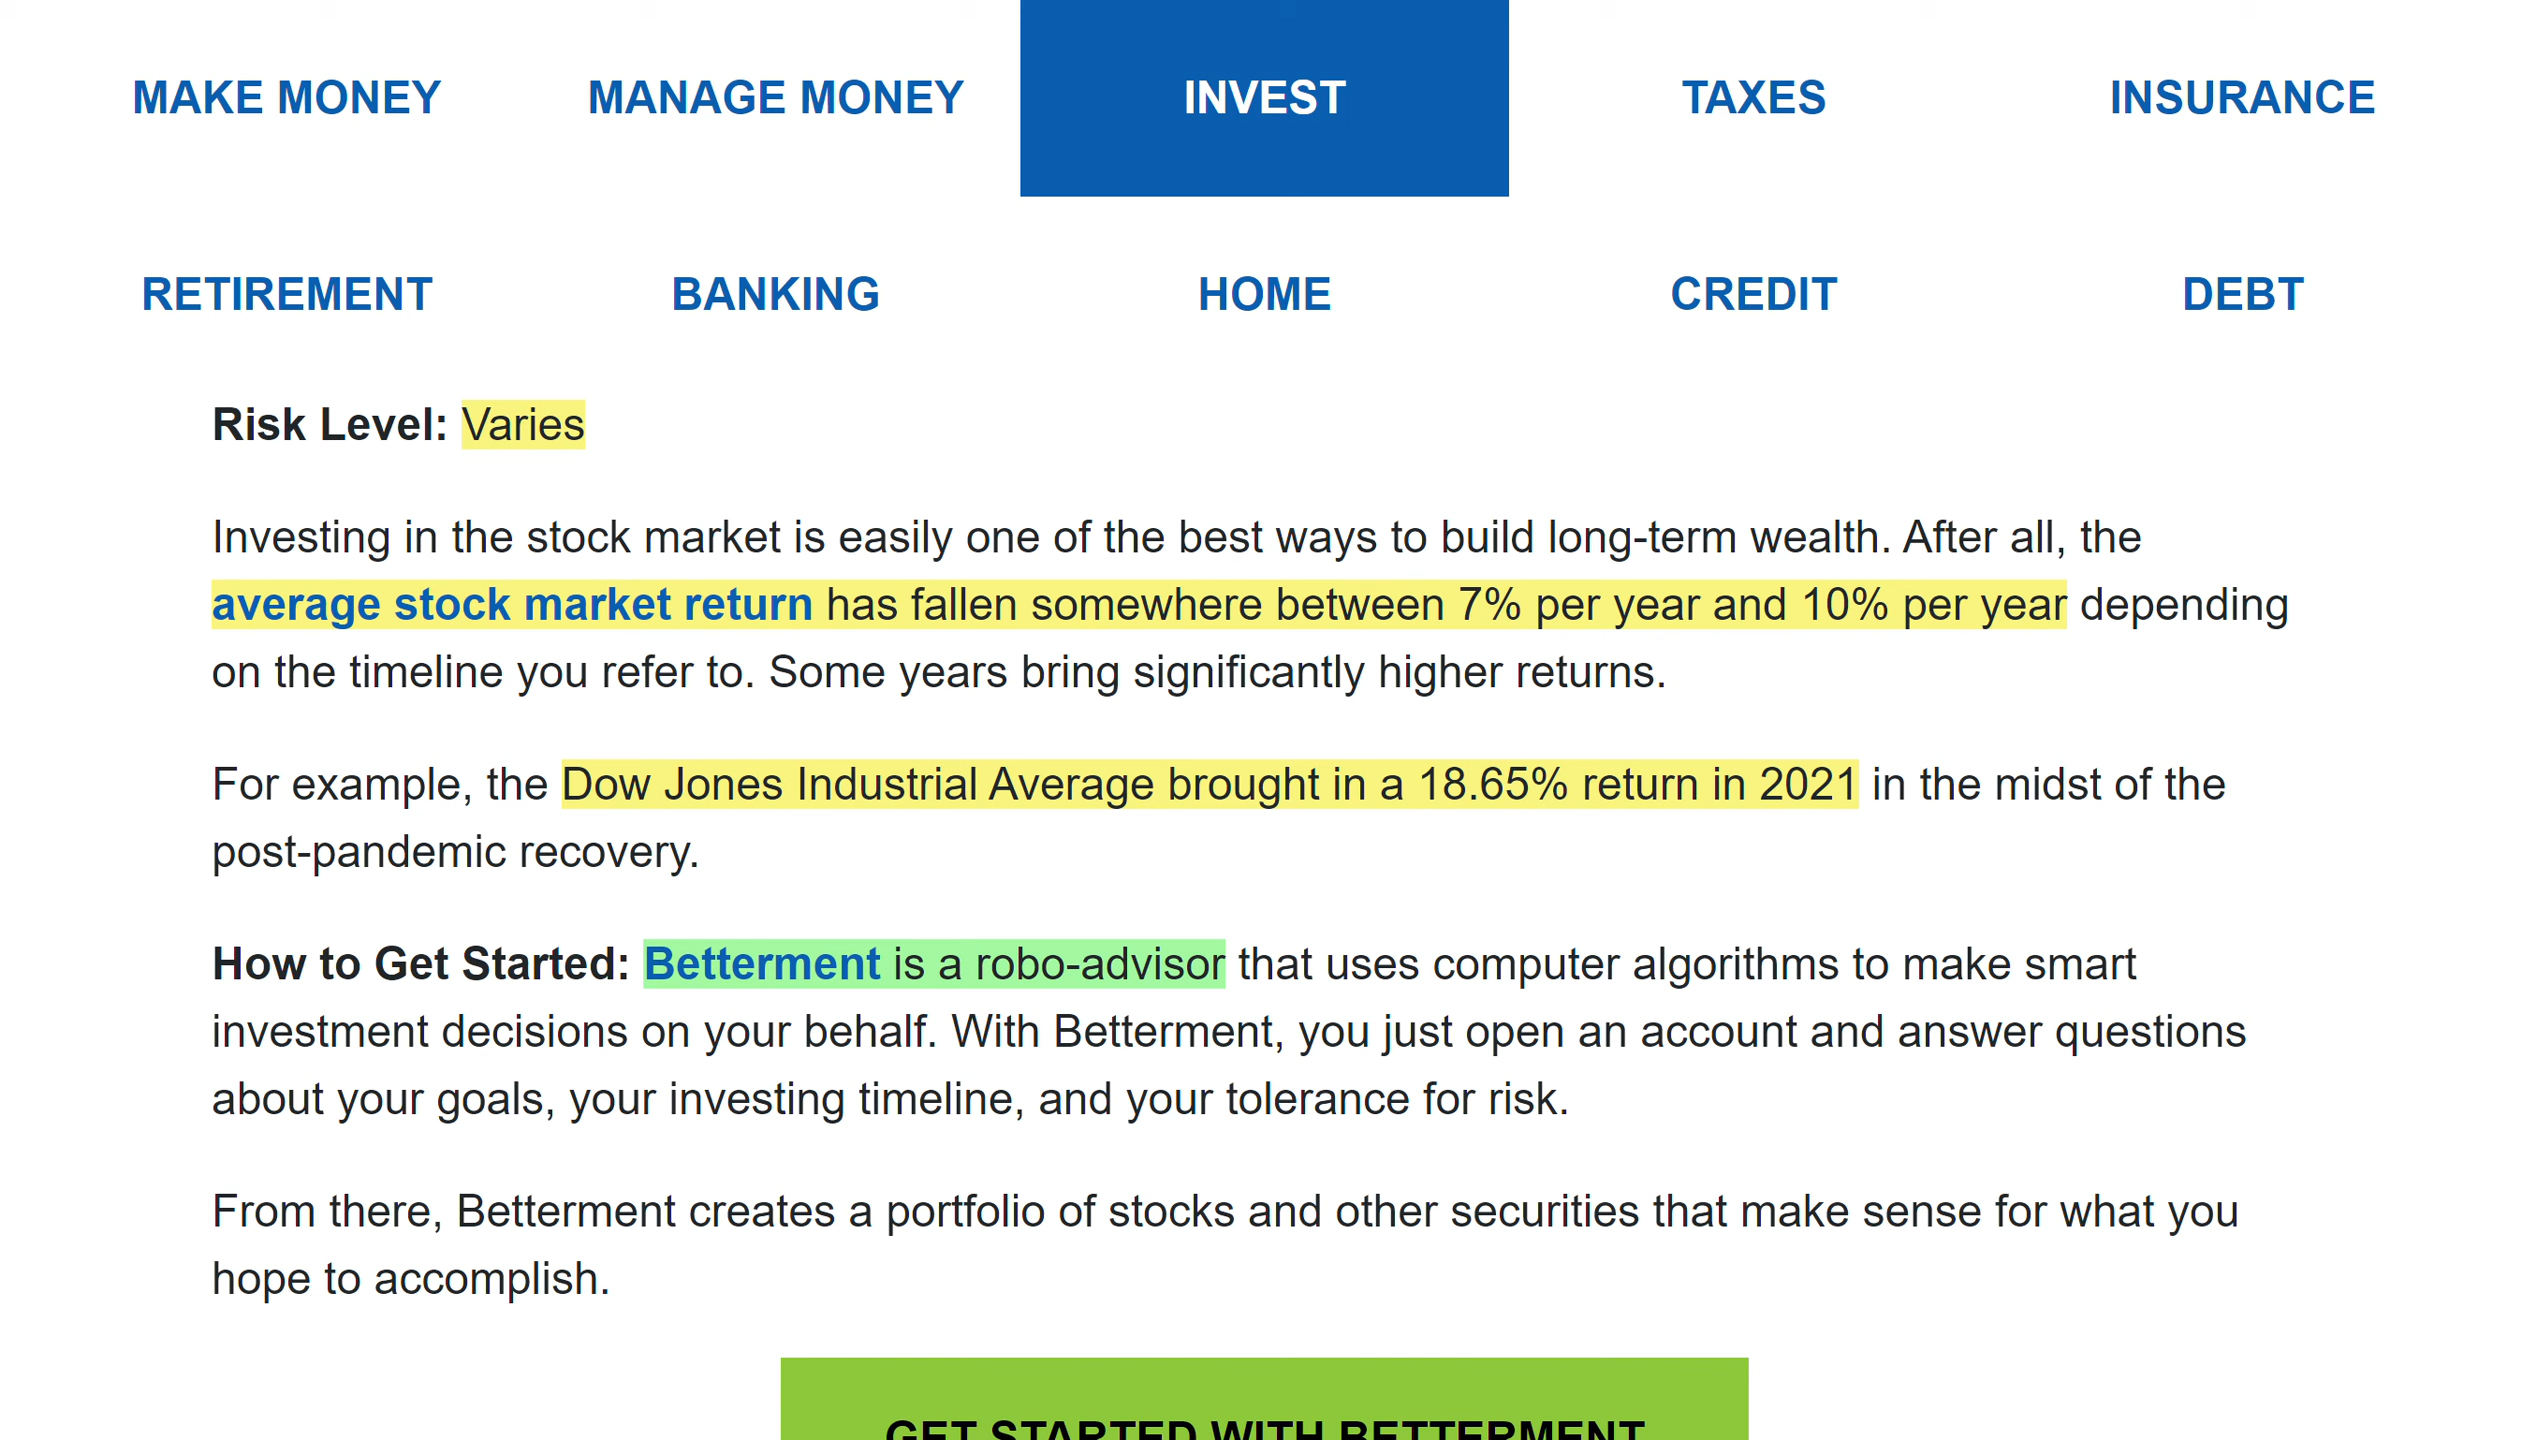 MAKE MONEY MANAGE MONEY INVEST TAXES INSURANCE
RETIREMENT BANKING HOME CREDIT DEBT
Risk Level: Varies
Investing in the stock market is easily one of the best ways to build long-term wealth. After all, the
average stock market return has fallen somewhere between 7% per year and 10% per year depending
on the timeline you refer to. Some years bring significantly higher returns.
For example, the Dow Jones Industrial Average brought in a 18.65% return in 2021 in the midst of the
post-pandemic recovery.
How to Get Started: Betterment is a robo-advisor that uses computer algorithms to make smart
investment decisions on your behalf. With Betterment, you just open an account and answer questions
about your goals, your investing timeline, and your tolerance for risk.
From there, Betterment creates a portfolio of stocks and other securities that make sense for what you
hope to accomplish.
GET STARTED WITH BETTERMENT